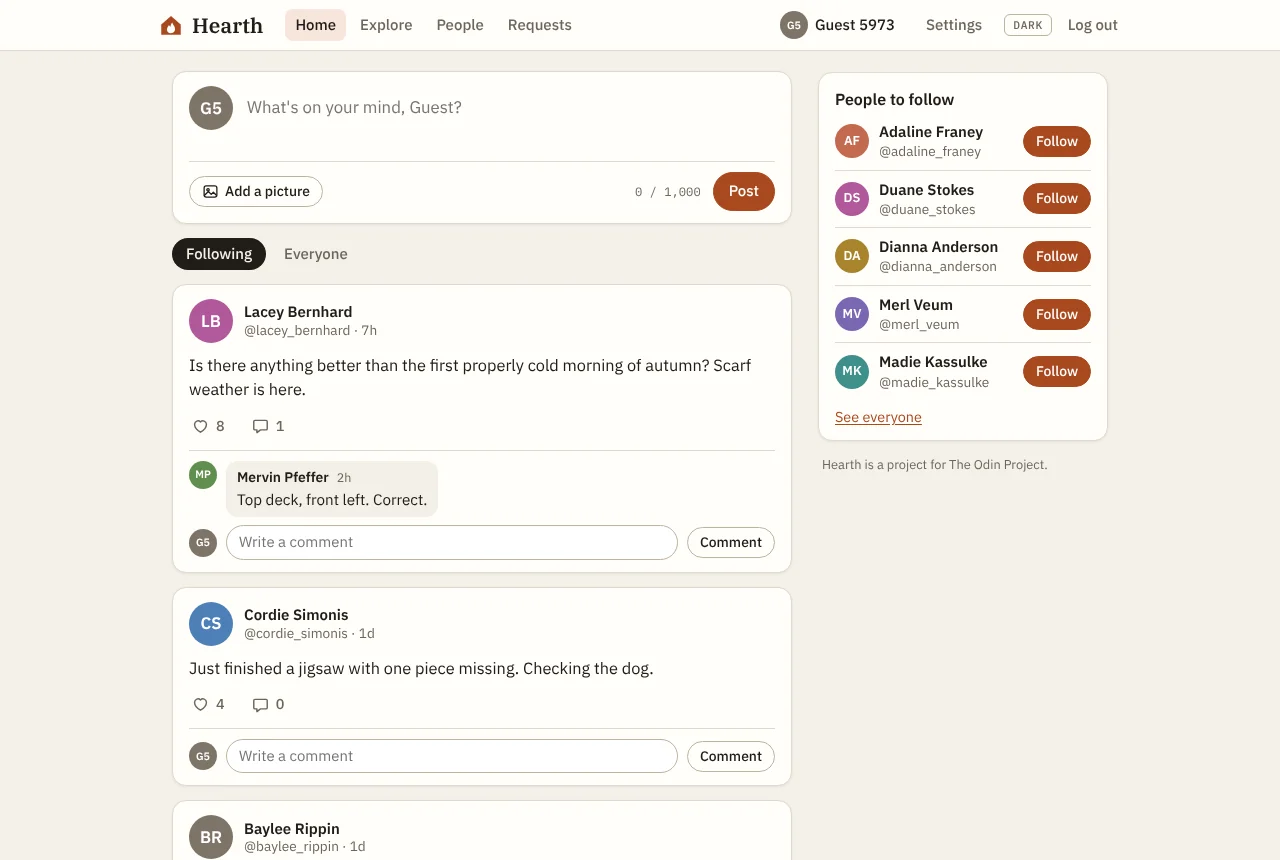 Hearth Home Explore People Requests G5 Guest 5973 Settings DARK Log out
G5 What's on your mind, Guest?
Add a picture 0 / 1,000 Post
Following Everyone
LB Lacey Bernhard
@lacey_bernhard · 7h
Is there anything better than the first properly cold morning of autumn? Scarf
weather is here.
8 1
MP Mervin Pfeffer 2h
Top deck, front left. Correct.
G5 Write a comment Comment
CS Cordie Simonis
@cordie_simonis · 1d
Just finished a jigsaw with one piece missing. Checking the dog.
4 0
G5 Write a comment Comment
BR Baylee Rippin
@baylee_rippin · 1d
People to follow
AF Adaline Franey
@adaline_franey
Follow
DS Duane Stokes
@duane_stokes
Follow
DA Dianna Anderson
@dianna_anderson
Follow
MV Merl Veum
@merl_veum
Follow
MK Madie Kassulke
@madie_kassulke
Follow
See everyone
Hearth is a project for The Odin Project.